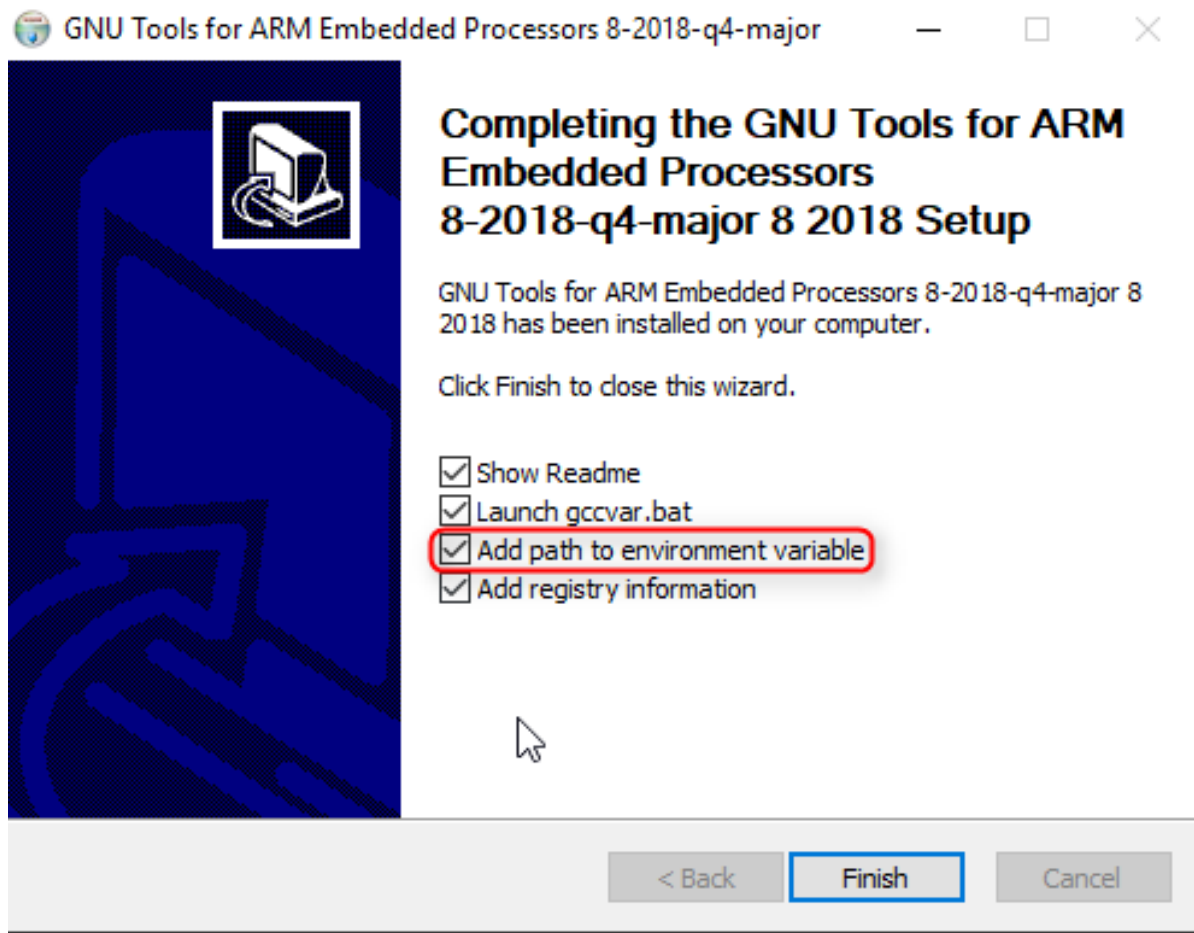 GNU Tools for ARM Embedded Processors 8-2018-q4-major
Completing the GNU Tools for ARM
Embedded Processors
8-2018-q4-major 8 2018 Setup
GNU Tools for ARM Embedded Processors 8-2018-q4-major 8
2018 has been installed on your computer.
Click Finish to close this wizard.
Show Readme
Launch gccvar.bat
Add path to environment variable
Add registry information
< Back Finish Cancel